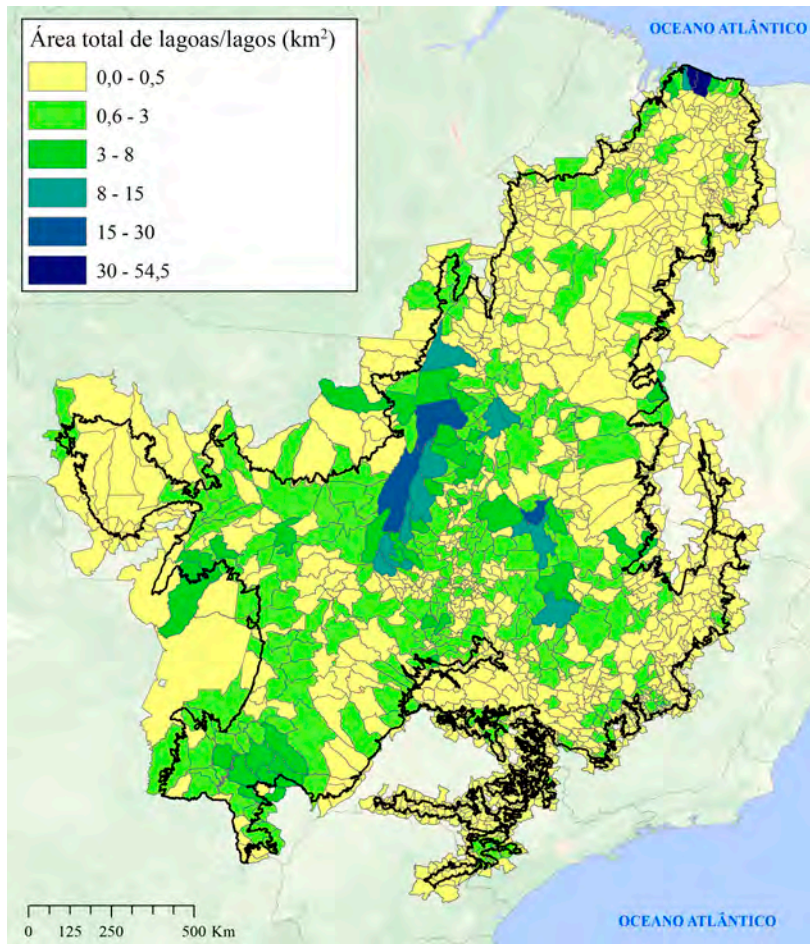 Área total de lagoas/lagos (km²)
0,0 - 0,5
0,6 - 3
3 - 8
8 - 15
15 - 30
30 - 54,5
OCEANO ATLÂNTICO
0 125 250 500 Km
OCEANO ATLÂNTICO